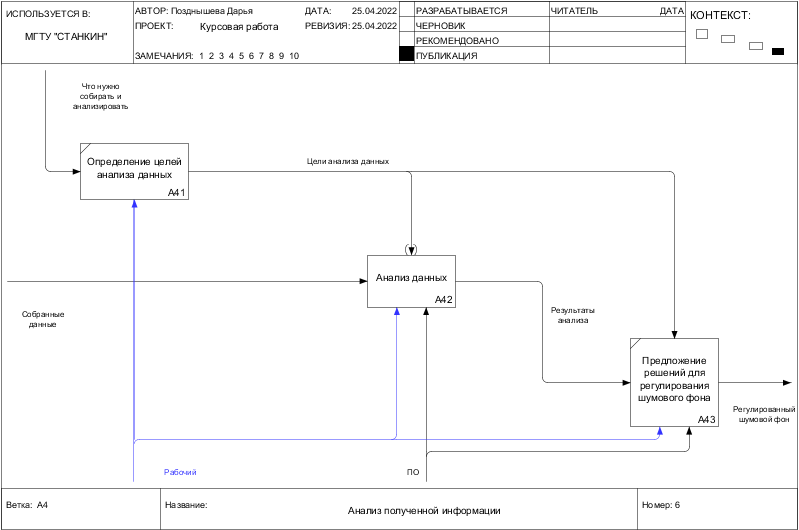 ИСПОЛЬЗУЕТСЯ В:
МГТУ "СТАНКИН"
АВТОР: Позднышева Дарья
ДАТА: 25.04.2022
ПРОЕКТ: Курсовая работа
РЕВИЗИЯ: 25.04.2022
ЗАМЕЧАНИЯ: 1 2 3 4 5 6 7 8 9 10
РАЗРАБАТЫВАЕТСЯ
ЧЕРНОВИК
РЕКОМЕНДОВАНО
ПУБЛИКАЦИЯ
ЧИТАТЕЛЬ
ДАТА
КОНТЕКСТ:
Что нужно
собирать и
анализировать
Определение целей
анализа данных
A41
Цели анализа данных
Анализ данных
A42
Собранные
данные
Результаты
анализа
Предложение
решений для
регулирования
шумового фона
A43
Регулированный
шумовой фон
Рабочий
ПО
Ветка: A4
Название:
Анализ полученной информации
Номер: 6